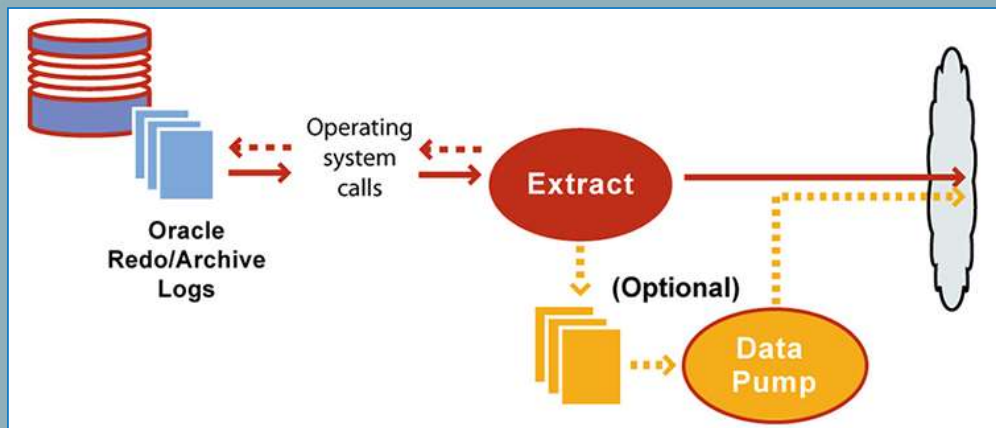 Operating
system
calls
Extract
Oracle
Redo/Archive
Logs
(Optional)
Data
Pump